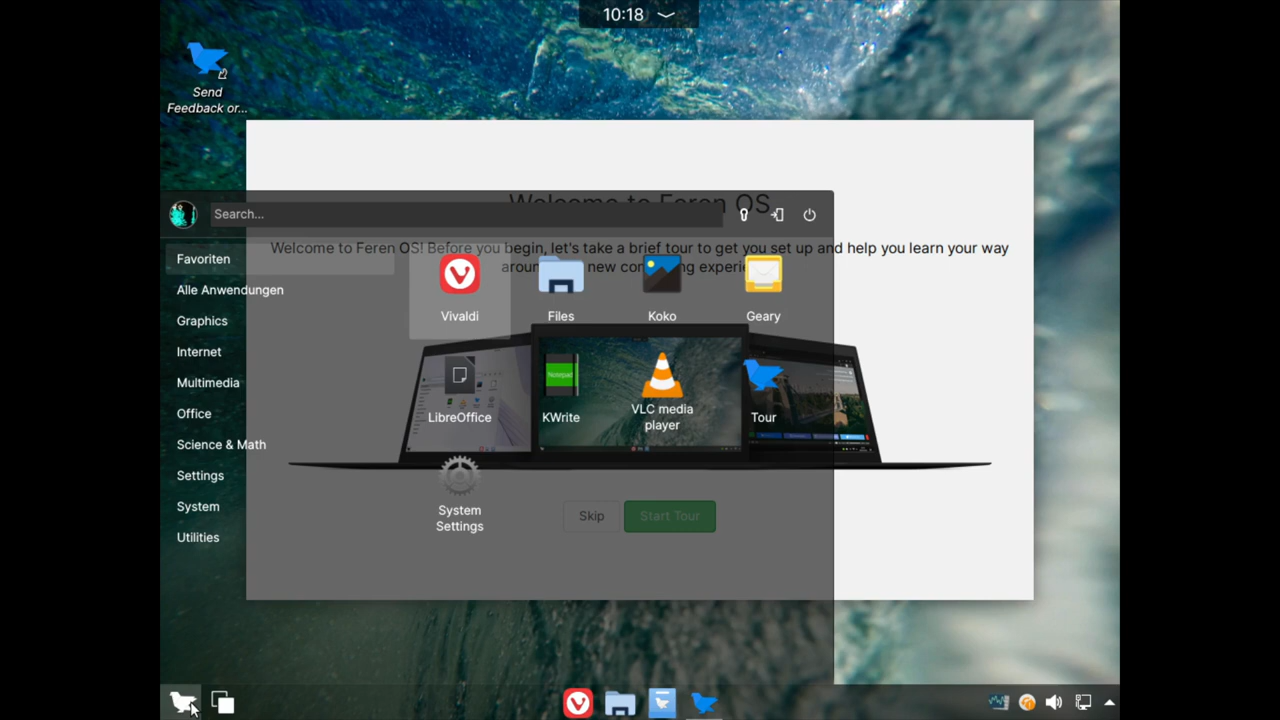 10:18
Send
Feedback or...
Welcome to Feren OS
Search...
Welcome to Feren OS! Before you begin, let's take a brief tour to get you set up and help you learn your way
Favoriten
Alle Anwendungen
Graphics
Internet
Multimedia
Office
Science & Math
Settings
System
Utilities
Vivaldi
Files
Koko
Geary
LibreOffice
Notepad
KWrite
VLC media
player
Tour
System
Settings
Skip
Start Tour